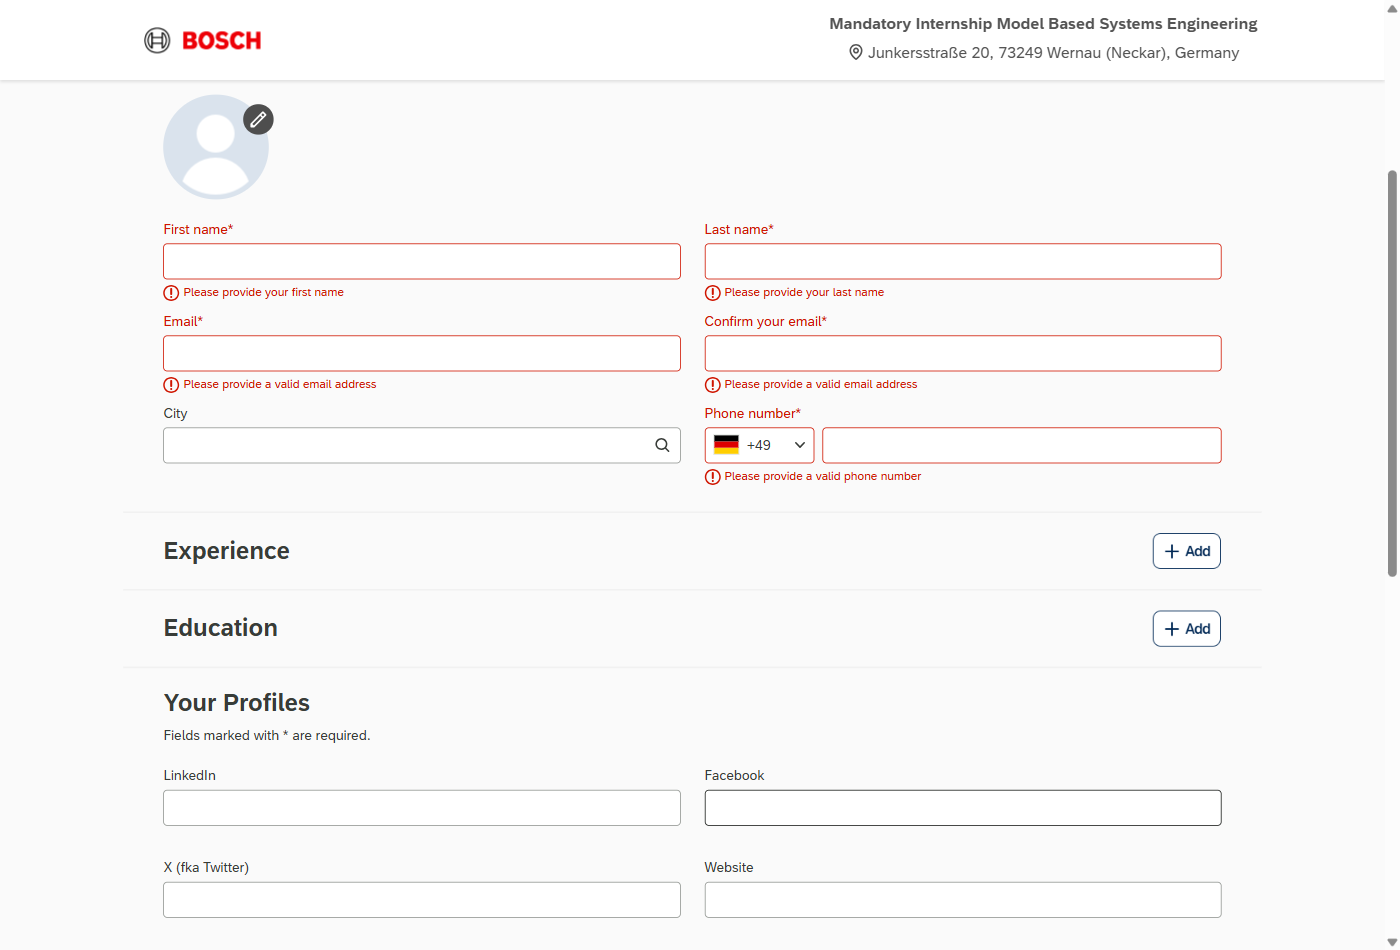 BOSCH
Mandatory Internship Model Based Systems Engineering
Junkersstraße 20, 73249 Wernau (Neckar), Germany
First name*
Last name*
Please provide your first name
Please provide your last name
Email*
Confirm your email*
Please provide a valid email address
Please provide a valid email address
City
Phone number*
+49
Please provide a valid phone number
Experience
Add
Education
Add
Your Profiles
Fields marked with * are required.
LinkedIn
Facebook
X (fka Twitter)
Website